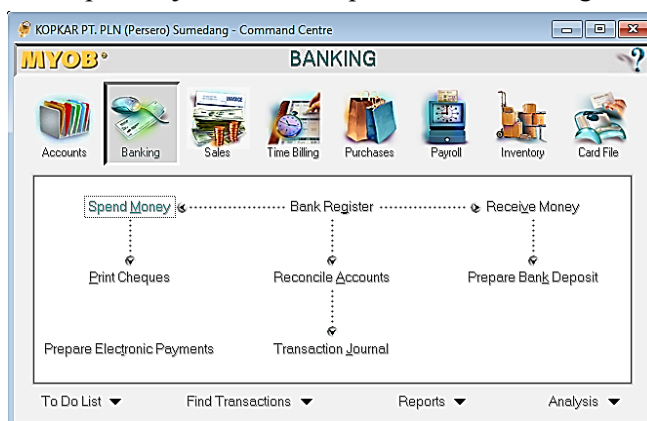 KOPKAR PT. PLN (Persero) Sumedang - Command Centre
MYOB BANKING
Accounts Banking Sales Time Billing Purchases Payroll Inventory Card File
Spend Money Bank Register Receive Money
Print Cheques Reconcile Accounts Prepare Bank Deposit
Prepare Electronic Payments Transaction Journal
To Do List Find Transactions Reports Analysis